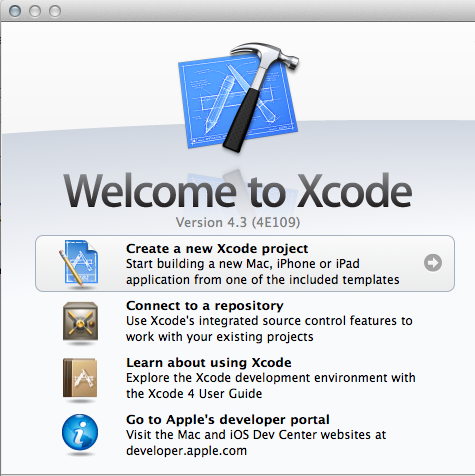 Welcome to Xcode
Version 4.3 (4E109)
Create a new Xcode project
Start building a new Mac, iPhone or iPad
application from one of the included templates
Connect to a repository
Use Xcode's integrated source control features to
work with your existing projects
Learn about using Xcode
Explore the Xcode development environment with
the Xcode 4 User Guide
Go to Apple's developer portal
Visit the Mac and iOS Dev Center websites at
developer.apple.com